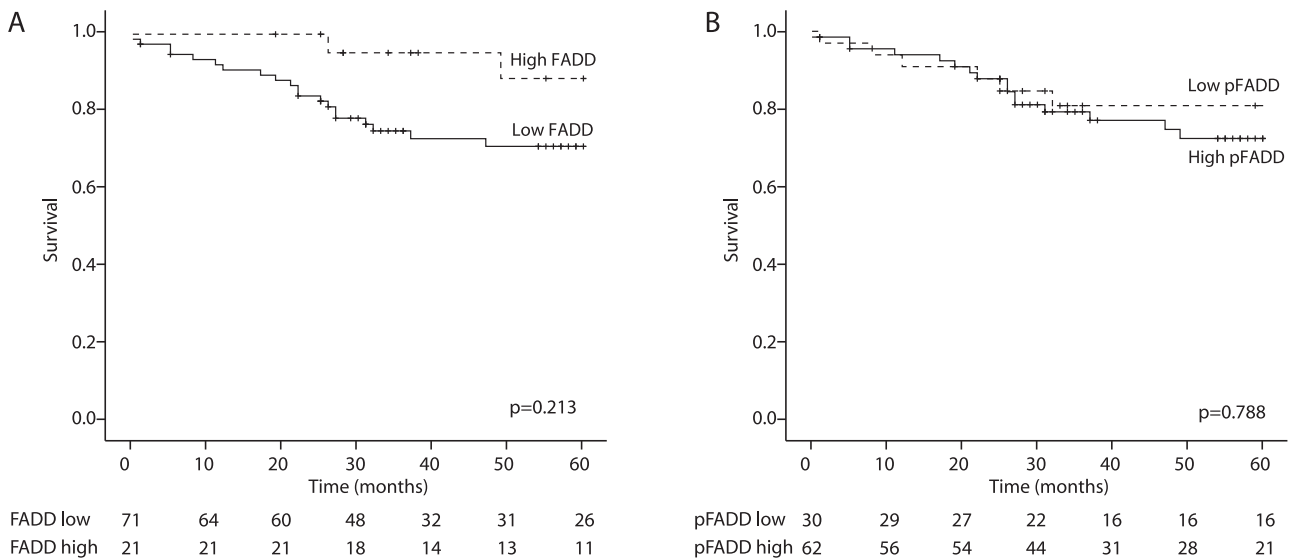 A
1.0
0.8
0.6
0.4
0.2
0.0
Survival
High FADD
Low FADD
p=0.213
0 10 20 30 40 50 60
Time (months)
FADD low 71 64 60 48 32 31 26
FADD high 21 21 21 18 14 13 11
B
1.0
0.8
0.6
0.4
0.2
0.0
Survival
Low pFADD
High pFADD
p=0.788
0 10 20 30 40 50 60
Time (months)
pFADD low 30 29 27 22 16 16 16
pFADD high 62 56 54 44 31 28 21